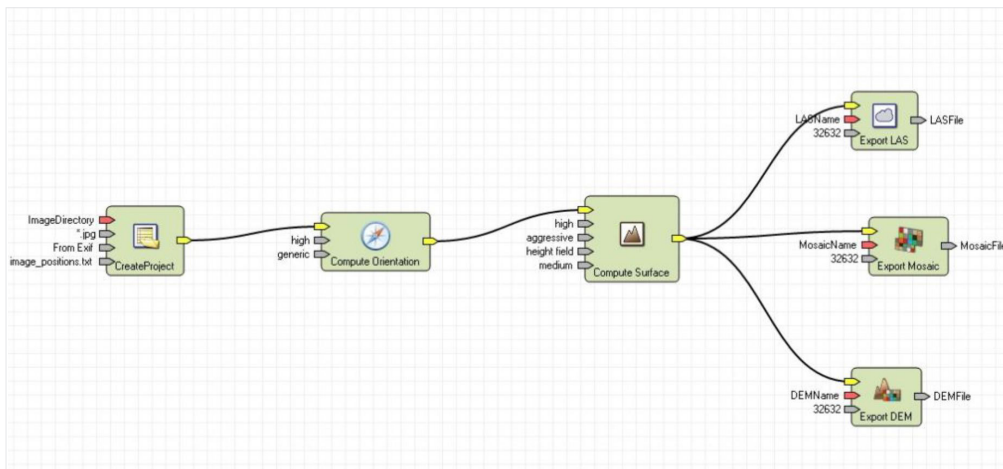 ImageDirectory
*.jpg
From Exif
image_positions.txt
CreateProject
high
generic
Compute Orientation
high
aggressive
height field
medium
Compute Surface
LASName
32632
Export LAS
LASFile
MosaicName
32632
Export Mosaic
MosaicFile
DEMName
32632
Export DEM
DEMFile